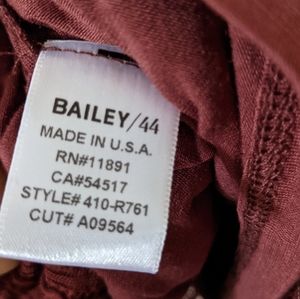 BAILEY/44
MADE IN U.S.A.
RN#11891
CA#54517
STYLE# 410-R761
CUT# A09564